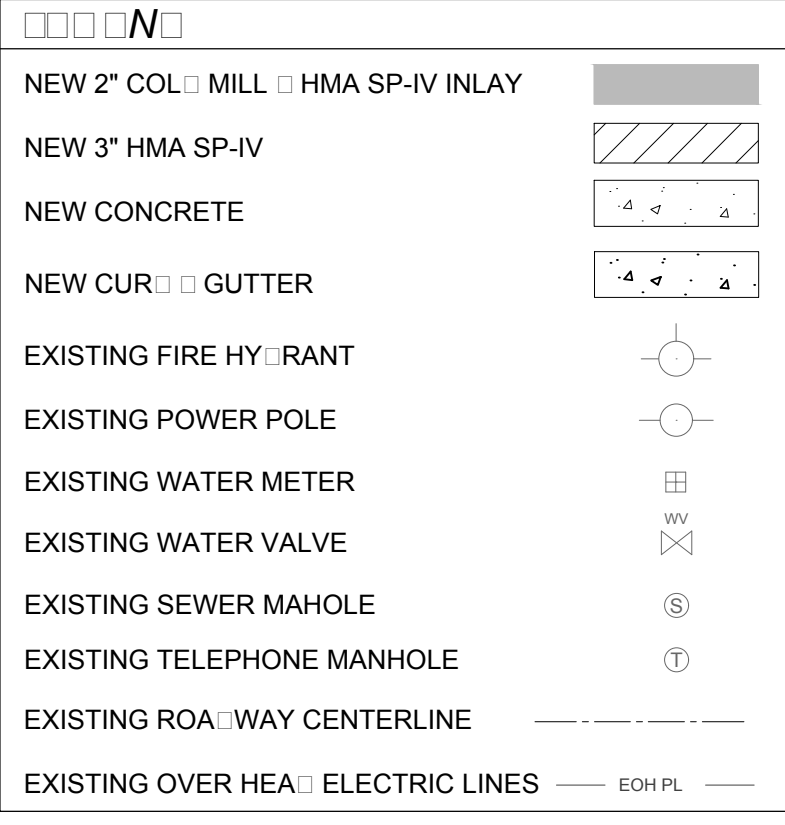 □□□ □N□
NEW 2" COL□ MILL □ HMA SP-IV INLAY
NEW 3" HMA SP-IV
NEW CONCRETE
NEW CUR□ □ GUTTER
EXISTING FIRE HY□RANT
EXISTING POWER POLE
EXISTING WATER METER
WV
EXISTING WATER VALVE
EXISTING SEWER MAHOLE S
EXISTING TELEPHONE MANHOLE T
EXISTING ROA□WAY CENTERLINE
EXISTING OVER HEA□ ELECTRIC LINES EOH PL